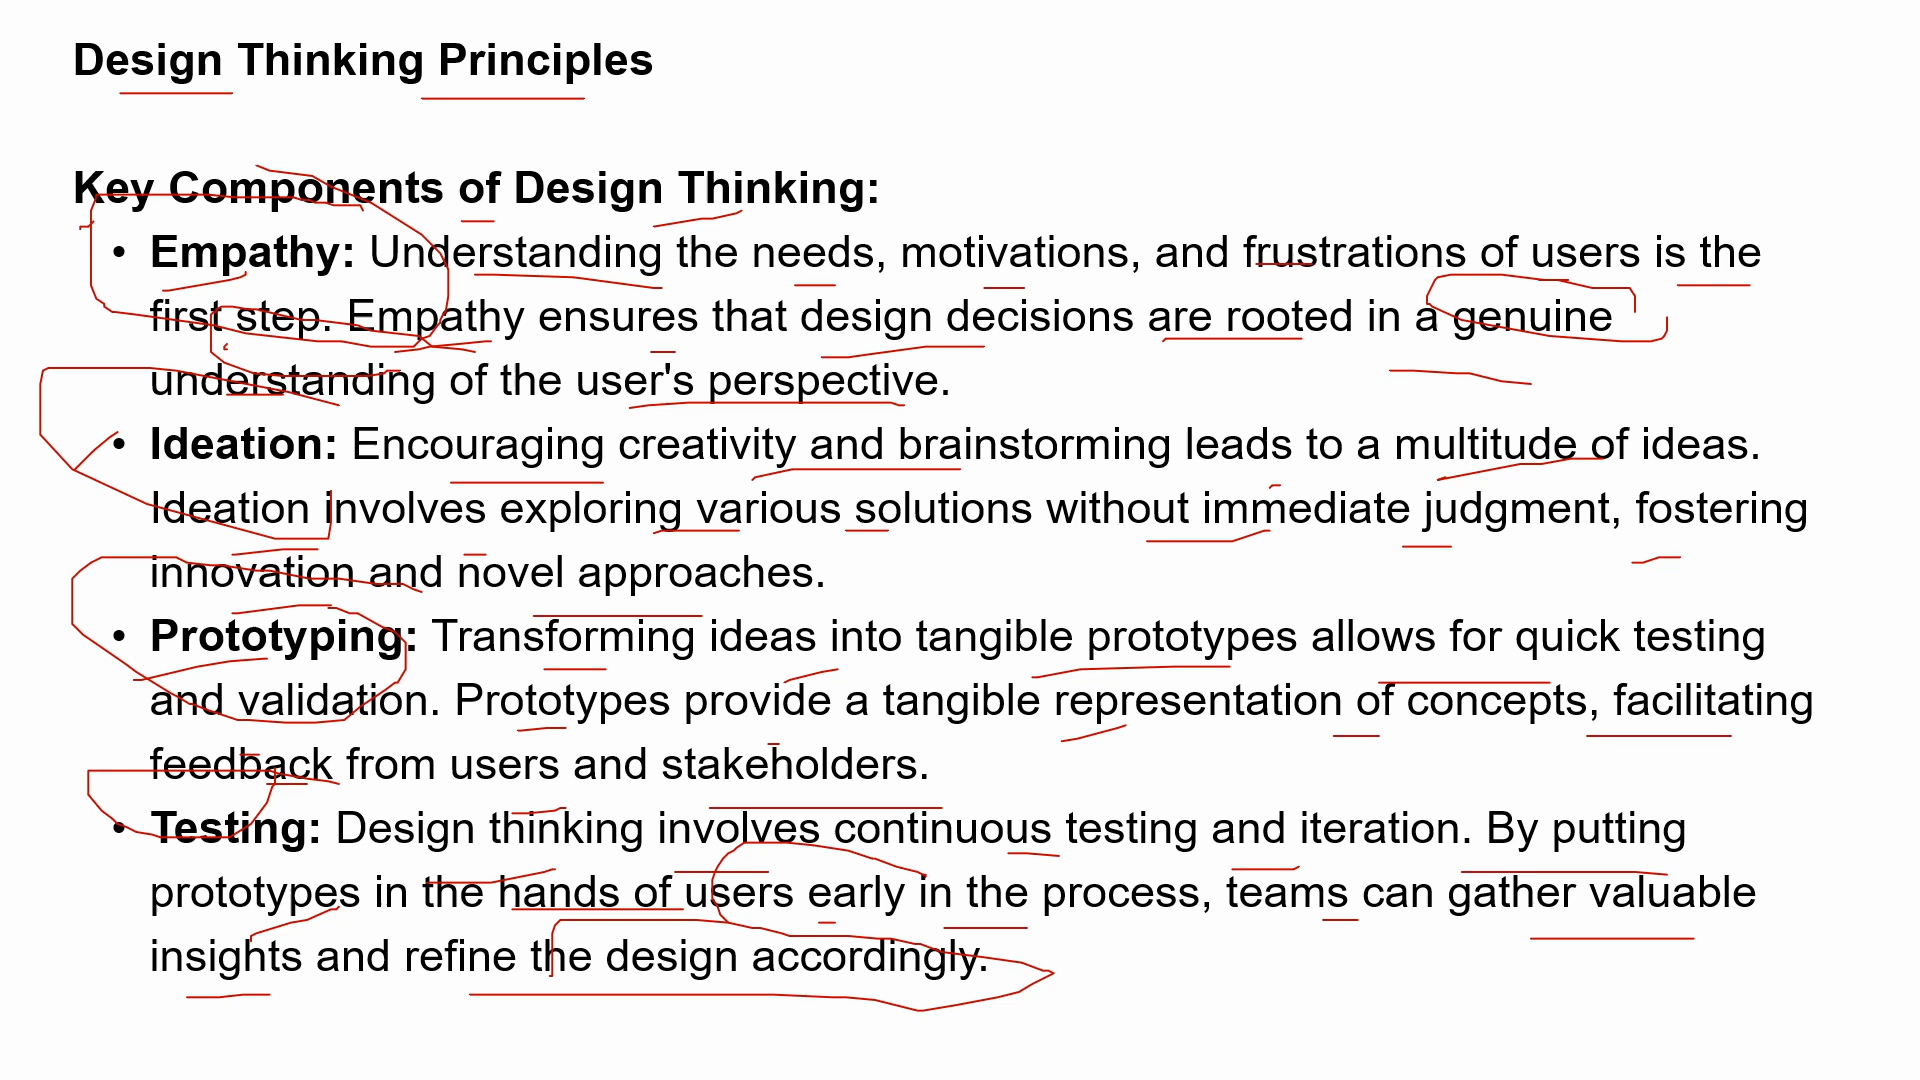 Design Thinking Principles
Key Components of Design Thinking:
• Empathy: Understanding the needs, motivations, and frustrations of users is the
first step. Empathy ensures that design decisions are rooted in a genuine
understanding of the user's perspective.
• Ideation: Encouraging creativity and brainstorming leads to a multitude of ideas.
Ideation involves exploring various solutions without immediate judgment, fostering
innovation and novel approaches.
• Prototyping: Transforming ideas into tangible prototypes allows for quick testing
and validation. Prototypes provide a tangible representation of concepts, facilitating
feedback from users and stakeholders.
• Testing: Design thinking involves continuous testing and iteration. By putting
prototypes in the hands of users early in the process, teams can gather valuable
insights and refine the design accordingly.